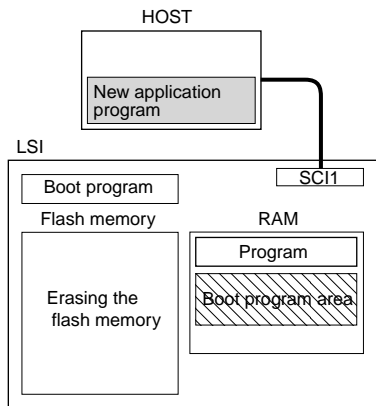 HOST
New application
program
LSI
SCI1
Boot program
Flash memory
RAM
Program
Boot program area
Erasing the
flash memory